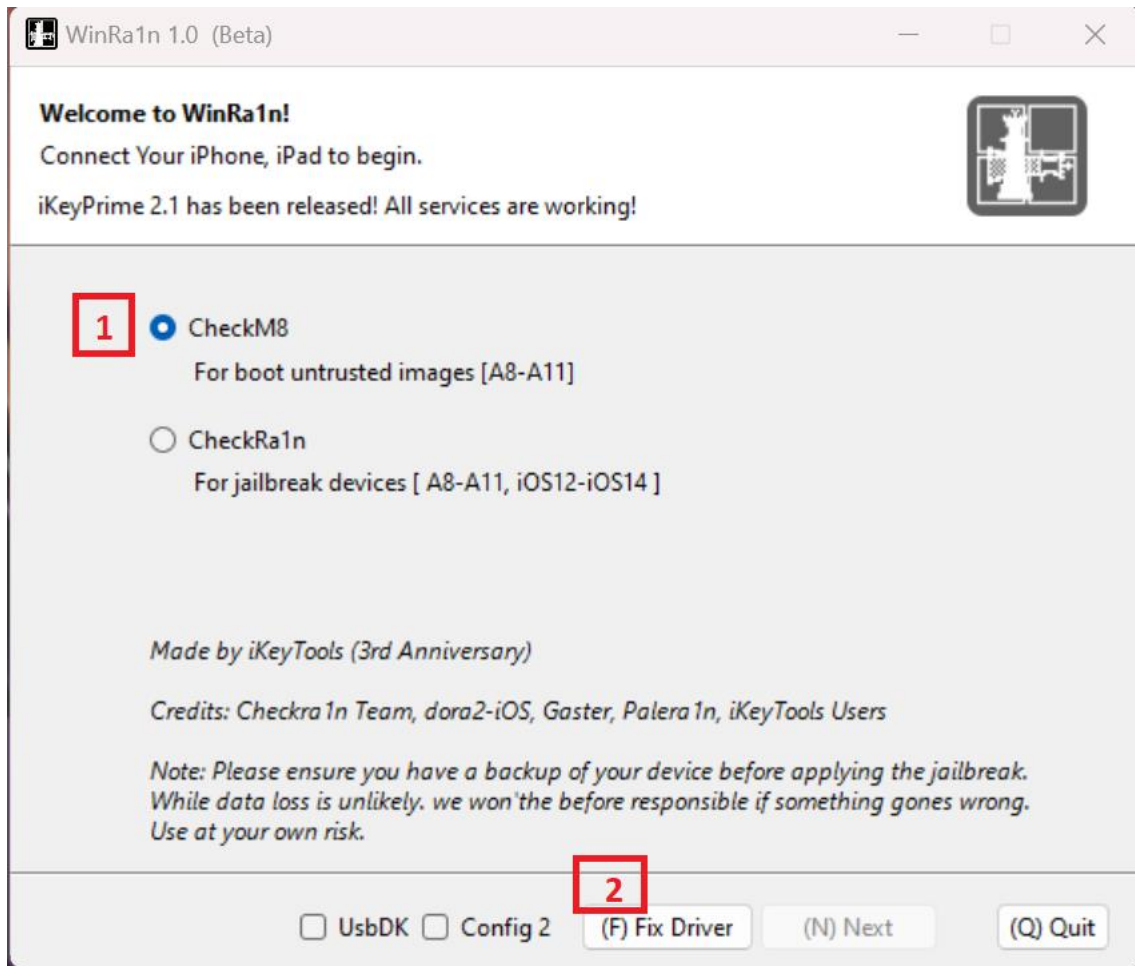 WinRa1n 1.0 (Beta)
Welcome to WinRa1n!
Connect Your iPhone, iPad to begin.
iKeyPrime 2.1 has been released! All services are working!
1
CheckM8
For boot untrusted images [A8-A11]
CheckRa1n
For jailbreak devices [ A8-A11, iOS12-iOS14 ]
Made by iKeyTools (3rd Anniversary)
Credits: Checkra1n Team, dora2-iOS, Gaster, Palera1n, iKeyTools Users
Note: Please ensure you have a backup of your device before applying the jailbreak.
While data loss is unlikely. we won'the before responsible if something gones wrong.
Use at your own risk.
2
UsbDK Config 2 (F) Fix Driver (N) Next (Q) Quit